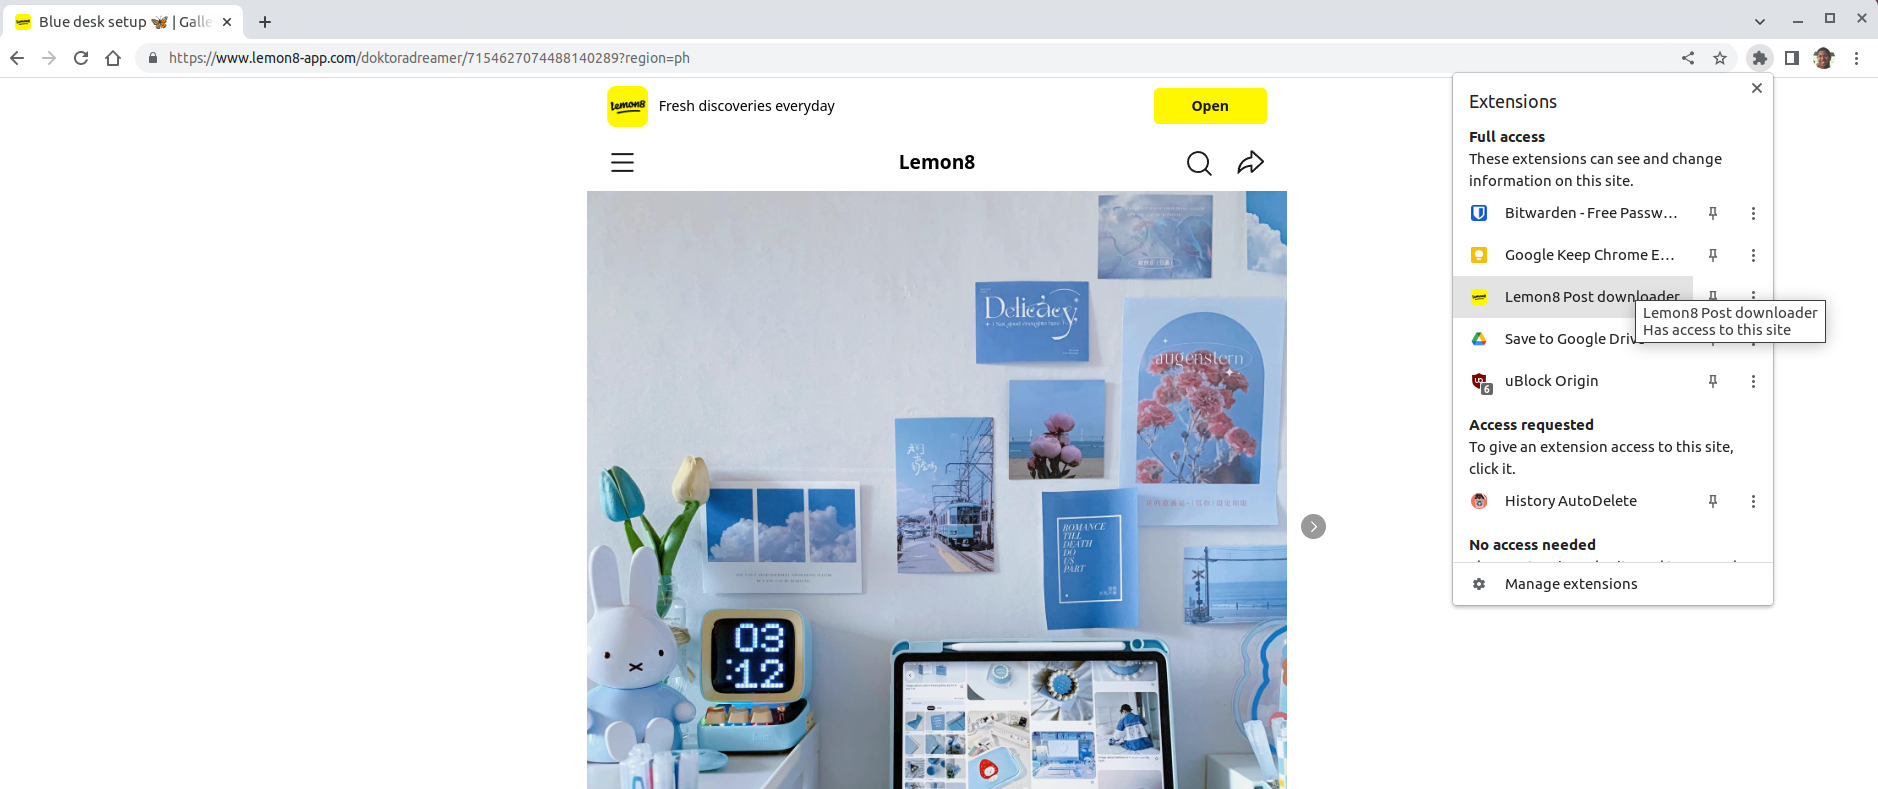 Blue desk setup 🦋 | Galle
https://www.lemon8-app.com/doktoradreamer/7154627074488140289?region=ph
lemon8
Fresh discoveries everyday
Open
Lemon8
Delicacy
augenstern
ROMANCE
TILL
DEATH
DO
US
PART
03
:12
Extensions
Full access
These extensions can see and change
information on this site.
Bitwarden - Free Passw…
Google Keep Chrome E…
Lemon8 Post downloader
Lemon8 Post downloader
Has access to this site
Save to Google Drive
uBlock Origin
6
Access requested
To give an extension access to this site,
click it.
History AutoDelete
No access needed
Manage extensions